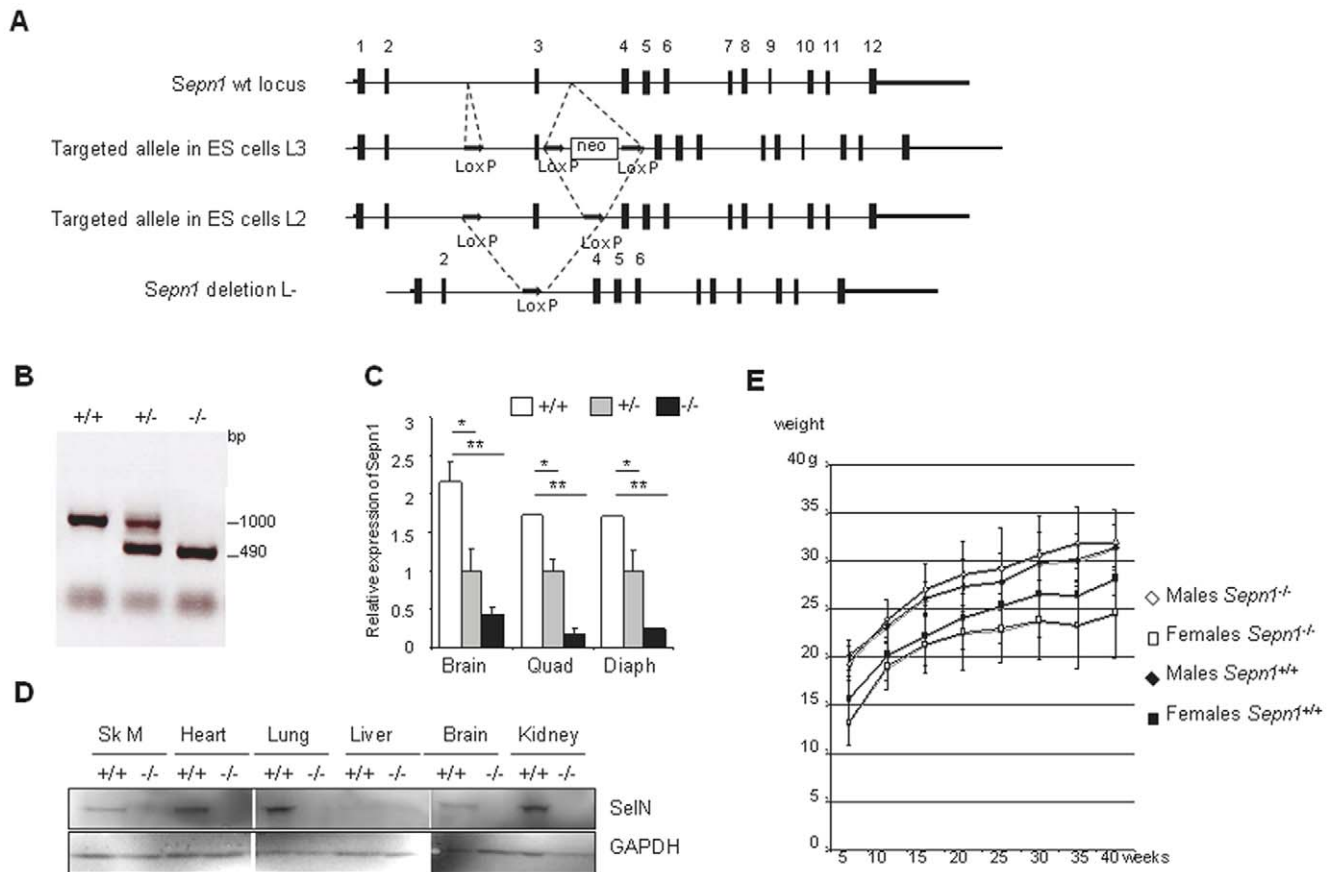 A
1 2 3 4 5 6 7 8 9 10 11 12
Sepn1 wt locus
Targeted allele in ES cells L3
neo
LoxP LoxP LoxP
Targeted allele in ES cells L2
LoxP LoxP
2 4 5 6
Sepn1 deletion L-
LoxP
B
+/+ +/- -/-
bp
1000
490
C
+/+ +/- -/-
Relative expression of Sepn1
3
2.5
2
1.5
1
0.5
0
* **
* **
* **
Brain Quad Diaph
D
Sk M Heart Lung Liver Brain Kidney
+/+ -/- +/+ -/- +/+ -/- +/+ -/- +/+ -/- +/+ -/-
SelN
GAPDH
E
weight
40 g
35
30
25
20
15
10
5
0
5 10 15 20 25 30 35 40 weeks
Males Sepn1-/-
Females Sepn1-/-
Males Sepn1+/+
Females Sepn1+/+